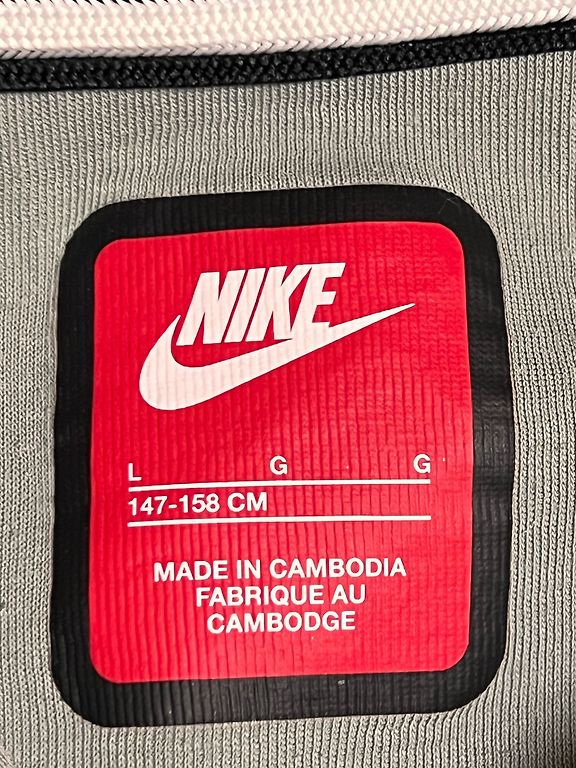 NIKE
L G G
147-158 CM
MADE IN CAMBODIA
FABRIQUE AU
CAMBODGE